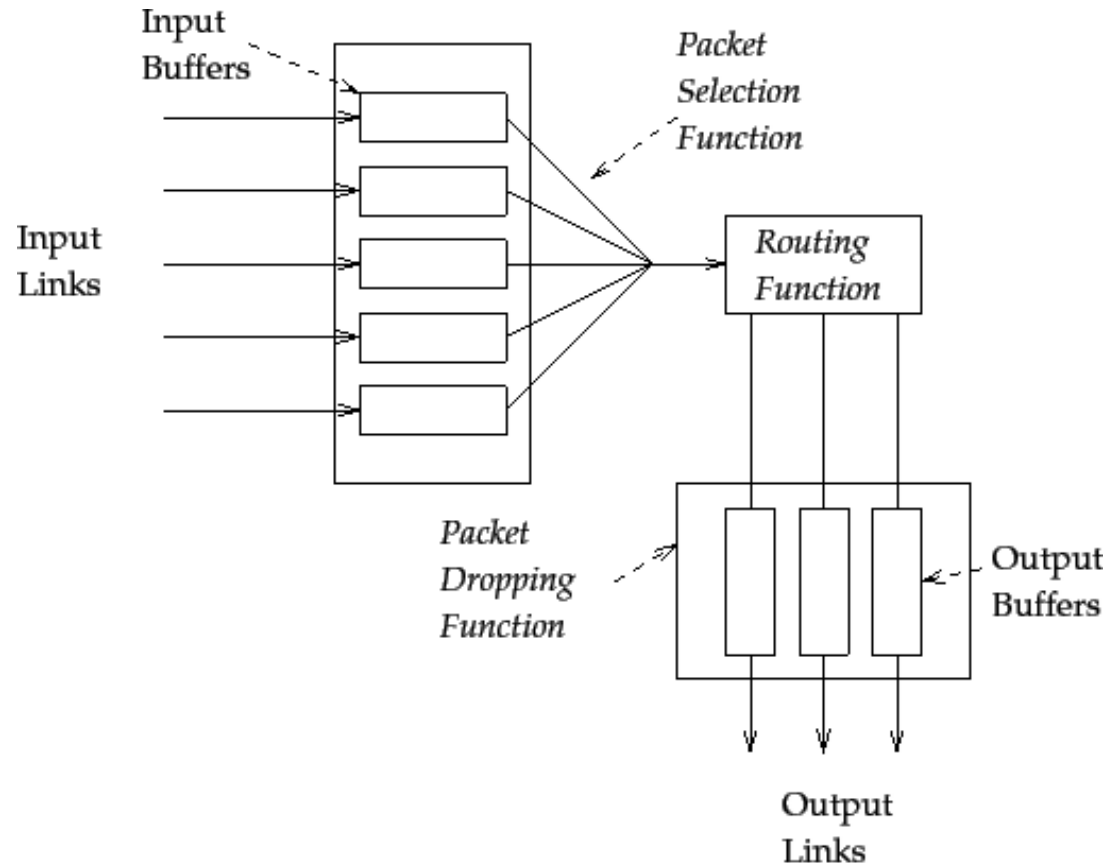 Input
Buffers
Packet
Selection
Function
Input
Links
Routing
Function
Packet
Dropping
Function
Output
Buffers
Output
Links